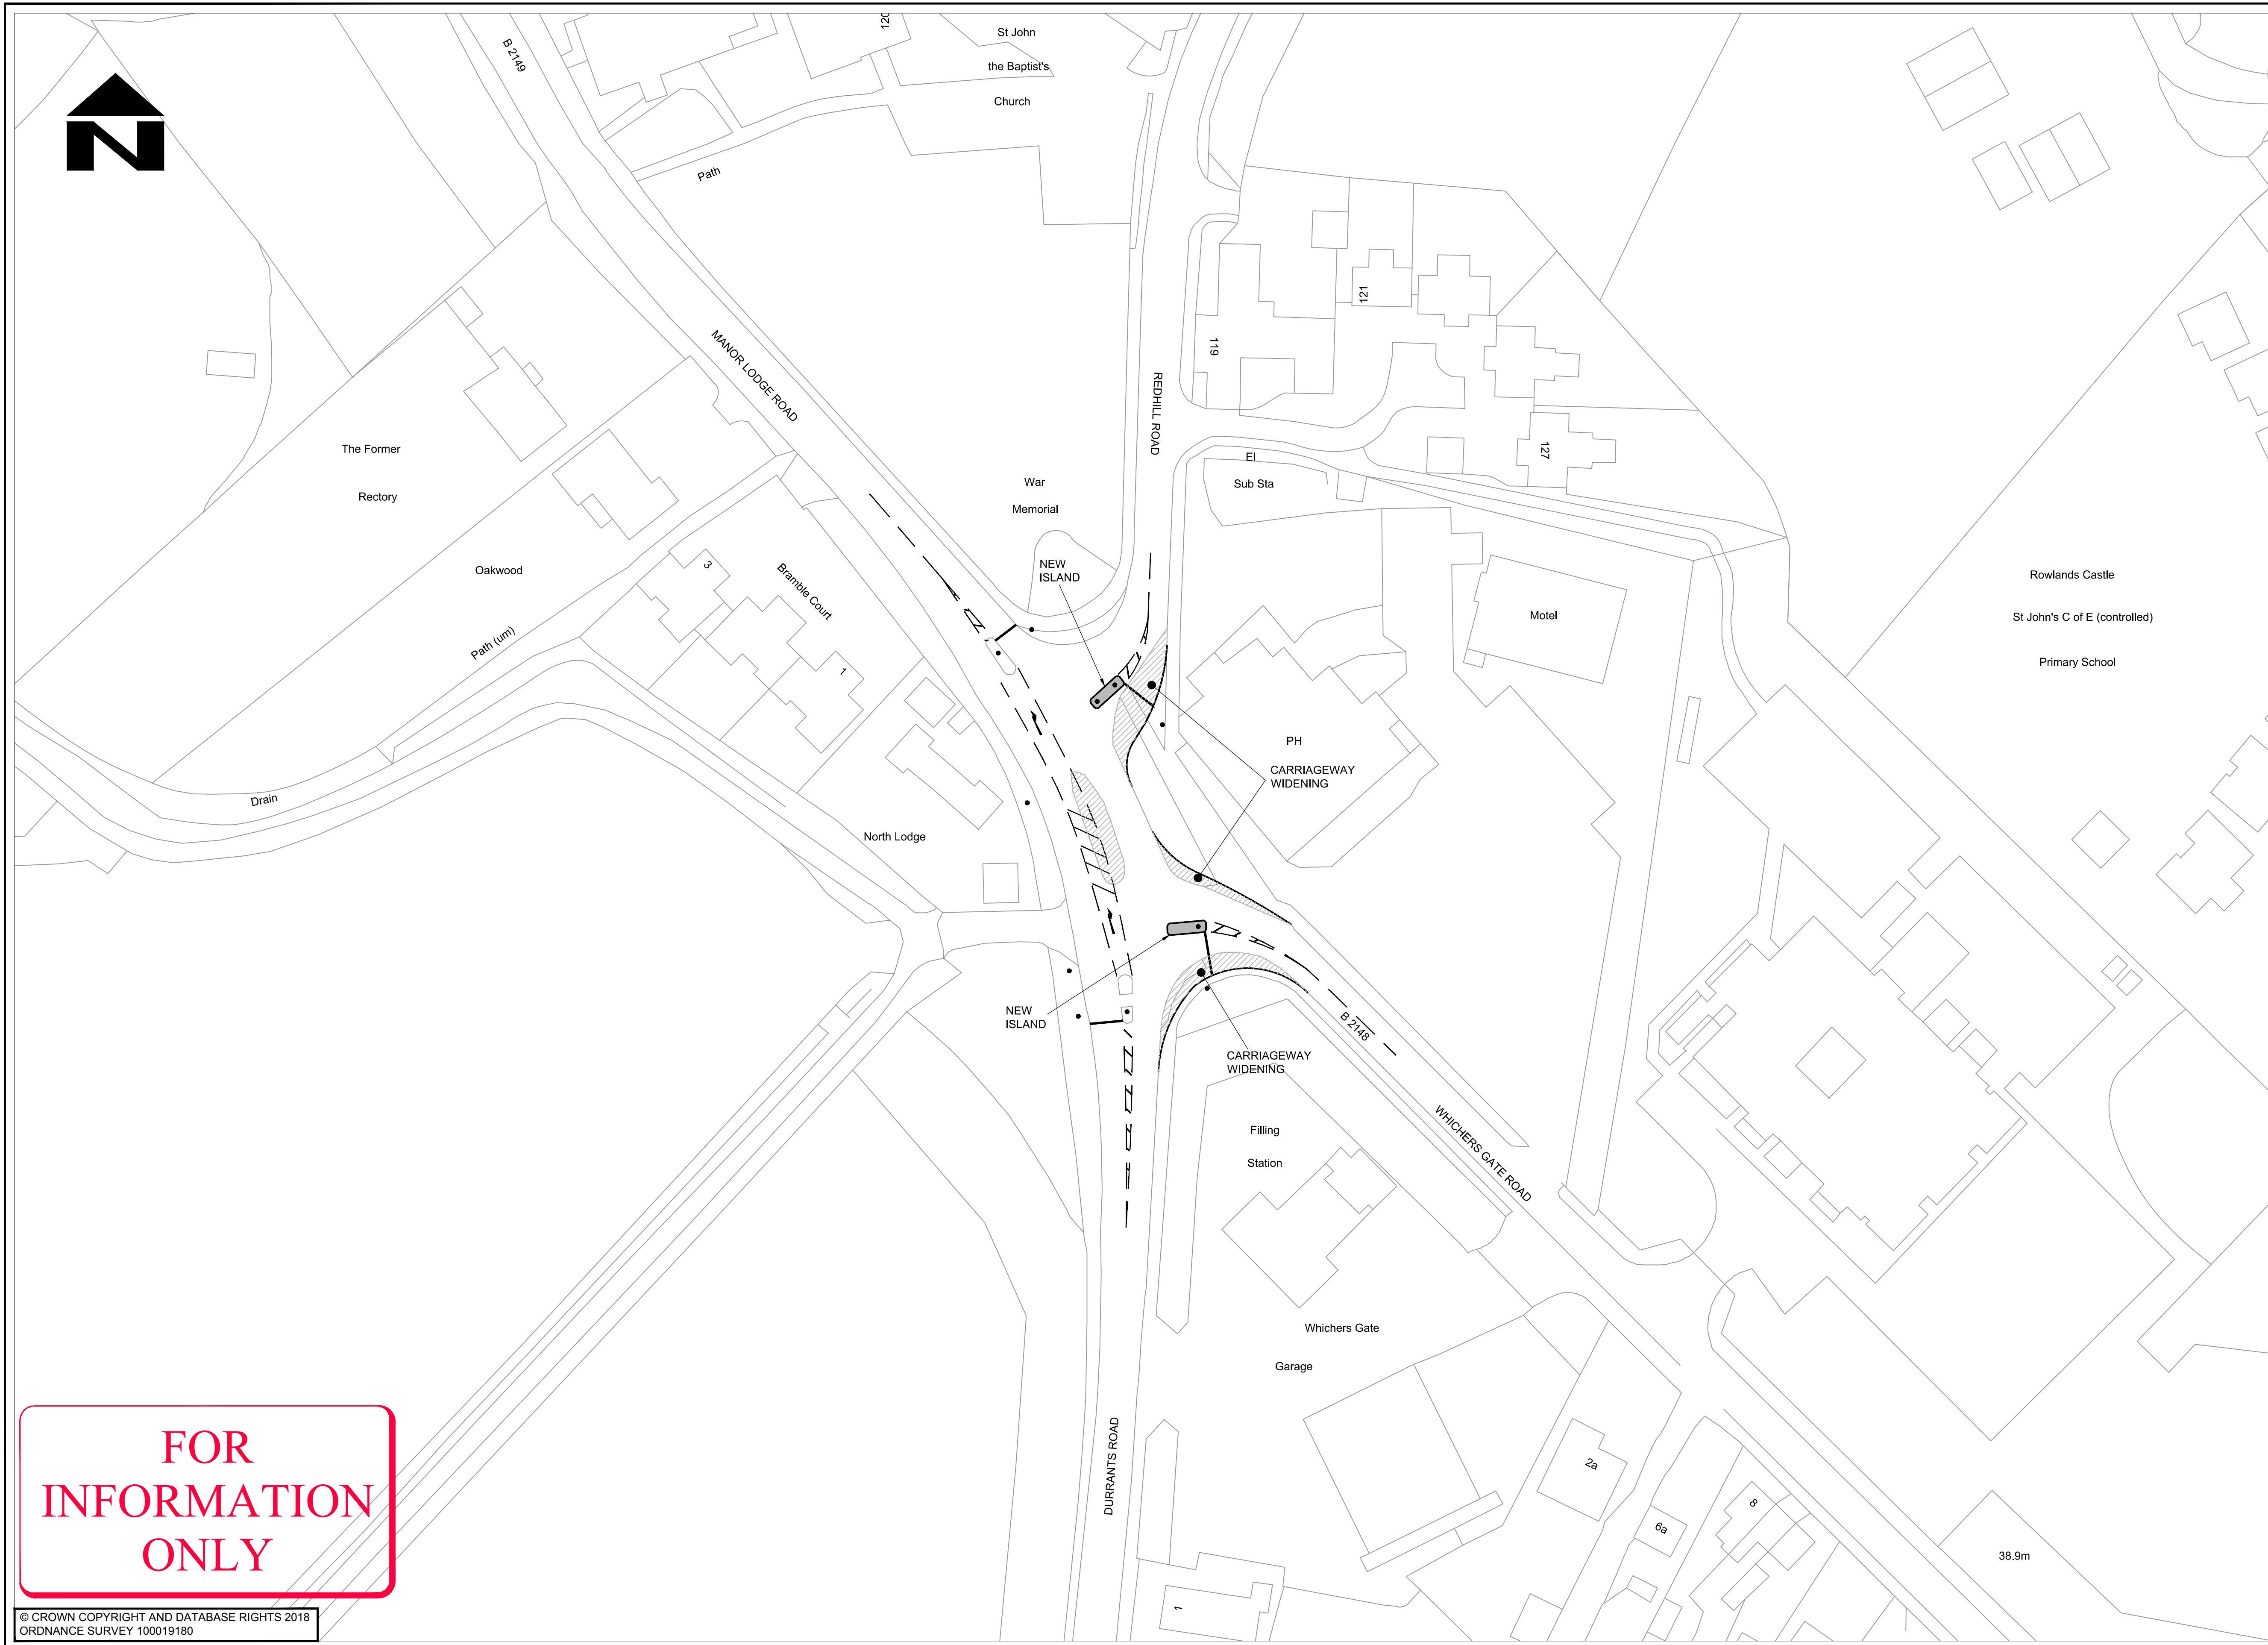 B 2149
120
St John
the Baptist's
Church
N
Path
MANOR LODGE ROAD
REDHILL ROAD
121
119
127
The Former
Rectory
El
Sub Sta
War
Memorial
NEW
ISLAND
Oakwood
3
Bramble Court
1
Path (um)
Motel
Rowlands Castle
St John's C of E (controlled)
Primary School
PH
CARRIAGEWAY
WIDENING
Drain
North Lodge
NEW
ISLAND
B 2148
CARRIAGEWAY
WIDENING
WHICHERS GATE ROAD
Filling
Station
Whichers Gate
Garage
DURRANTS ROAD
2a
6a
8
38.9m
1
FOR
INFORMATION
ONLY
© CROWN COPYRIGHT AND DATABASE RIGHTS 2018
ORDNANCE SURVEY 100019180